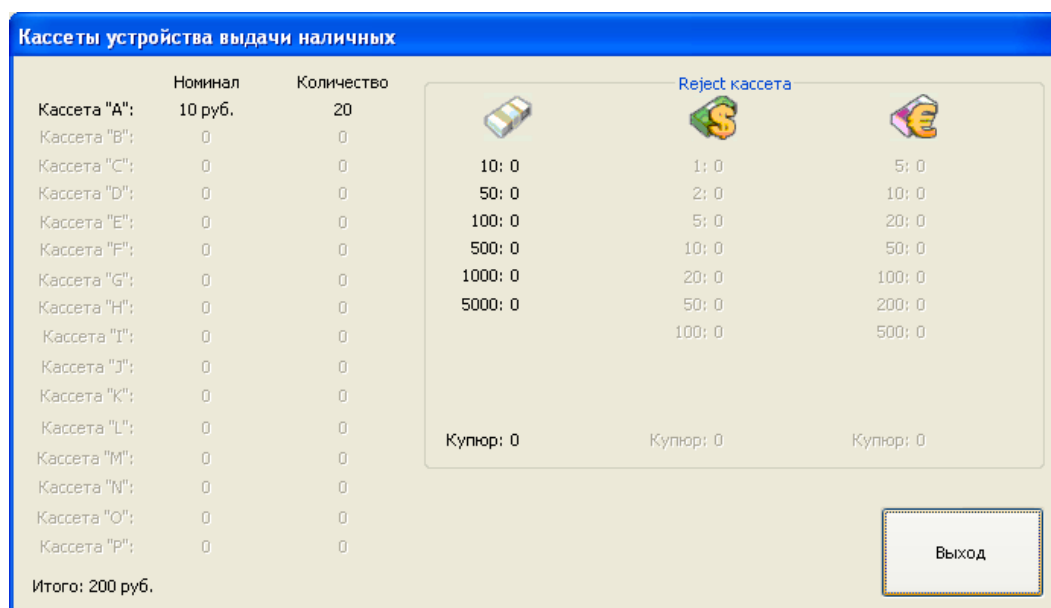 Кассеты устройства выдачи наличных
Номинал Количество
Кассета "A": 10 руб. 20
Кассета "B": 0 0
Кассета "C": 0 0
Кассета "D": 0 0
Кассета "E": 0 0
Кассета "F": 0 0
Кассета "G": 0 0
Кассета "H": 0 0
Кассета "I": 0 0
Кассета "J": 0 0
Кассета "K": 0 0
Кассета "L": 0 0
Кассета "M": 0 0
Кассета "N": 0 0
Кассета "O": 0 0
Кассета "P": 0 0
Итого: 200 руб.
Reject кассета
10: 0 1: 0 5: 0
50: 0 2: 0 10: 0
100: 0 5: 0 20: 0
500: 0 10: 0 50: 0
1000: 0 20: 0 100: 0
5000: 0 50: 0 200: 0
100: 0 500: 0
Купюр: 0 Купюр: 0 Купюр: 0
Выход